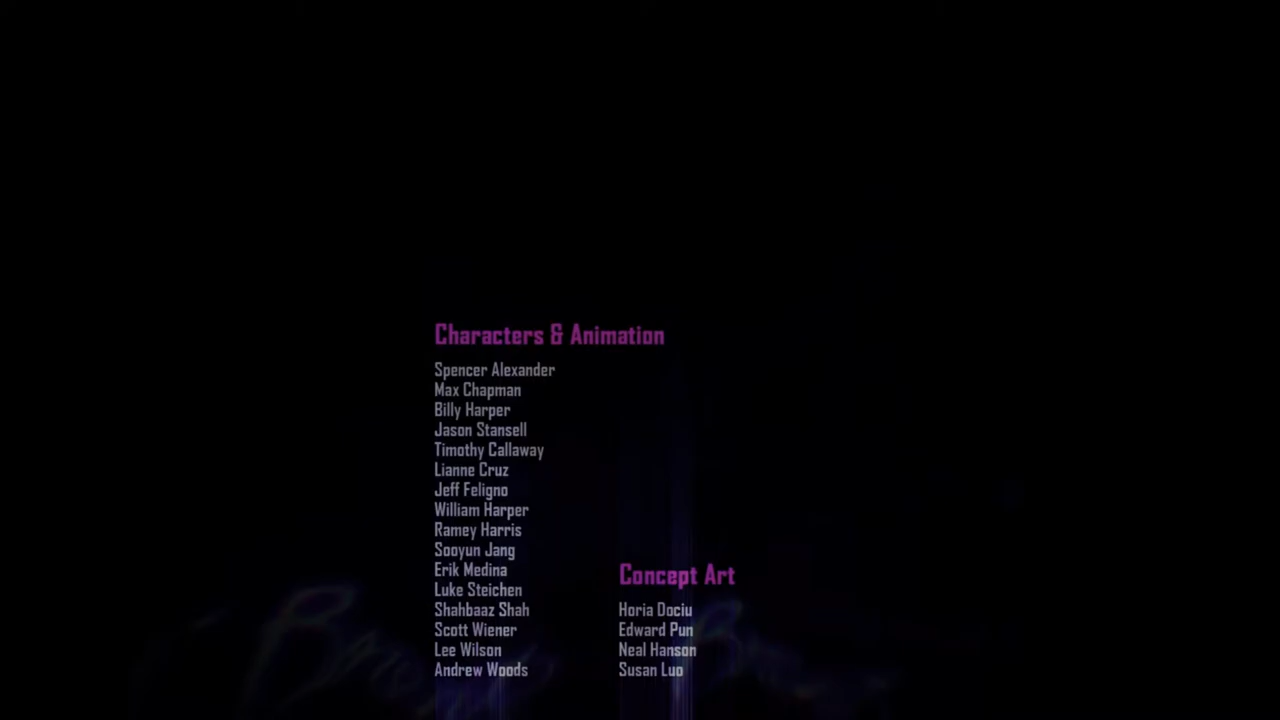 Characters & Animation
Spencer Alexander
Max Chapman
Billy Harper
Jason Stansell
Timothy Callaway
Lianne Cruz
Jeff Feligno
William Harper
Ramey Harris
Sooyun Jang
Erik Medina
Luke Steichen
Shahbaaz Shah
Scott Wiener
Lee Wilson
Andrew Woods
Concept Art
Horia Dociu
Edward Pun
Neal Hanson
Susan Luo